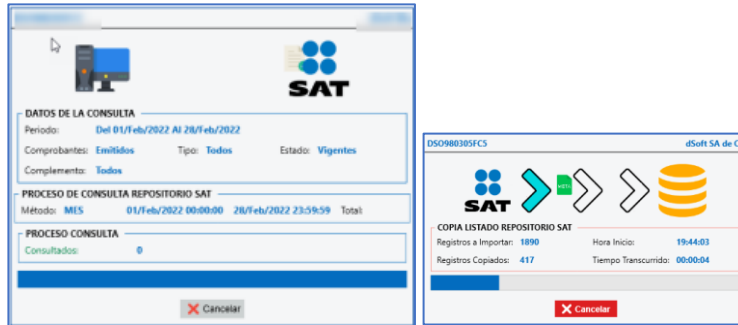 SAT
DATOS DE LA CONSULTA
Periodo: Del 01/Feb/2022 Al 28/Feb/2022
Comprobantes: Emitidos Tipo: Todos Estado: Vigentes
Complemento: Todos
PROCESO DE CONSULTA REPOSITORIO SAT
Método: MES 01/Feb/2022 00:00:00 28/Feb/2022 23:59:59 Total:
PROCESO CONSULTA
Consultados: 0
Cancelar
DSO980305FC5 dSoft SA de C
SAT
COPIA LISTADO REPOSITORIO SAT
Registros a Importar: 1890 Hora Inicio: 19:44:03
Registros Copiados: 417 Tiempo Transcurrido: 00:00:04
Cancelar